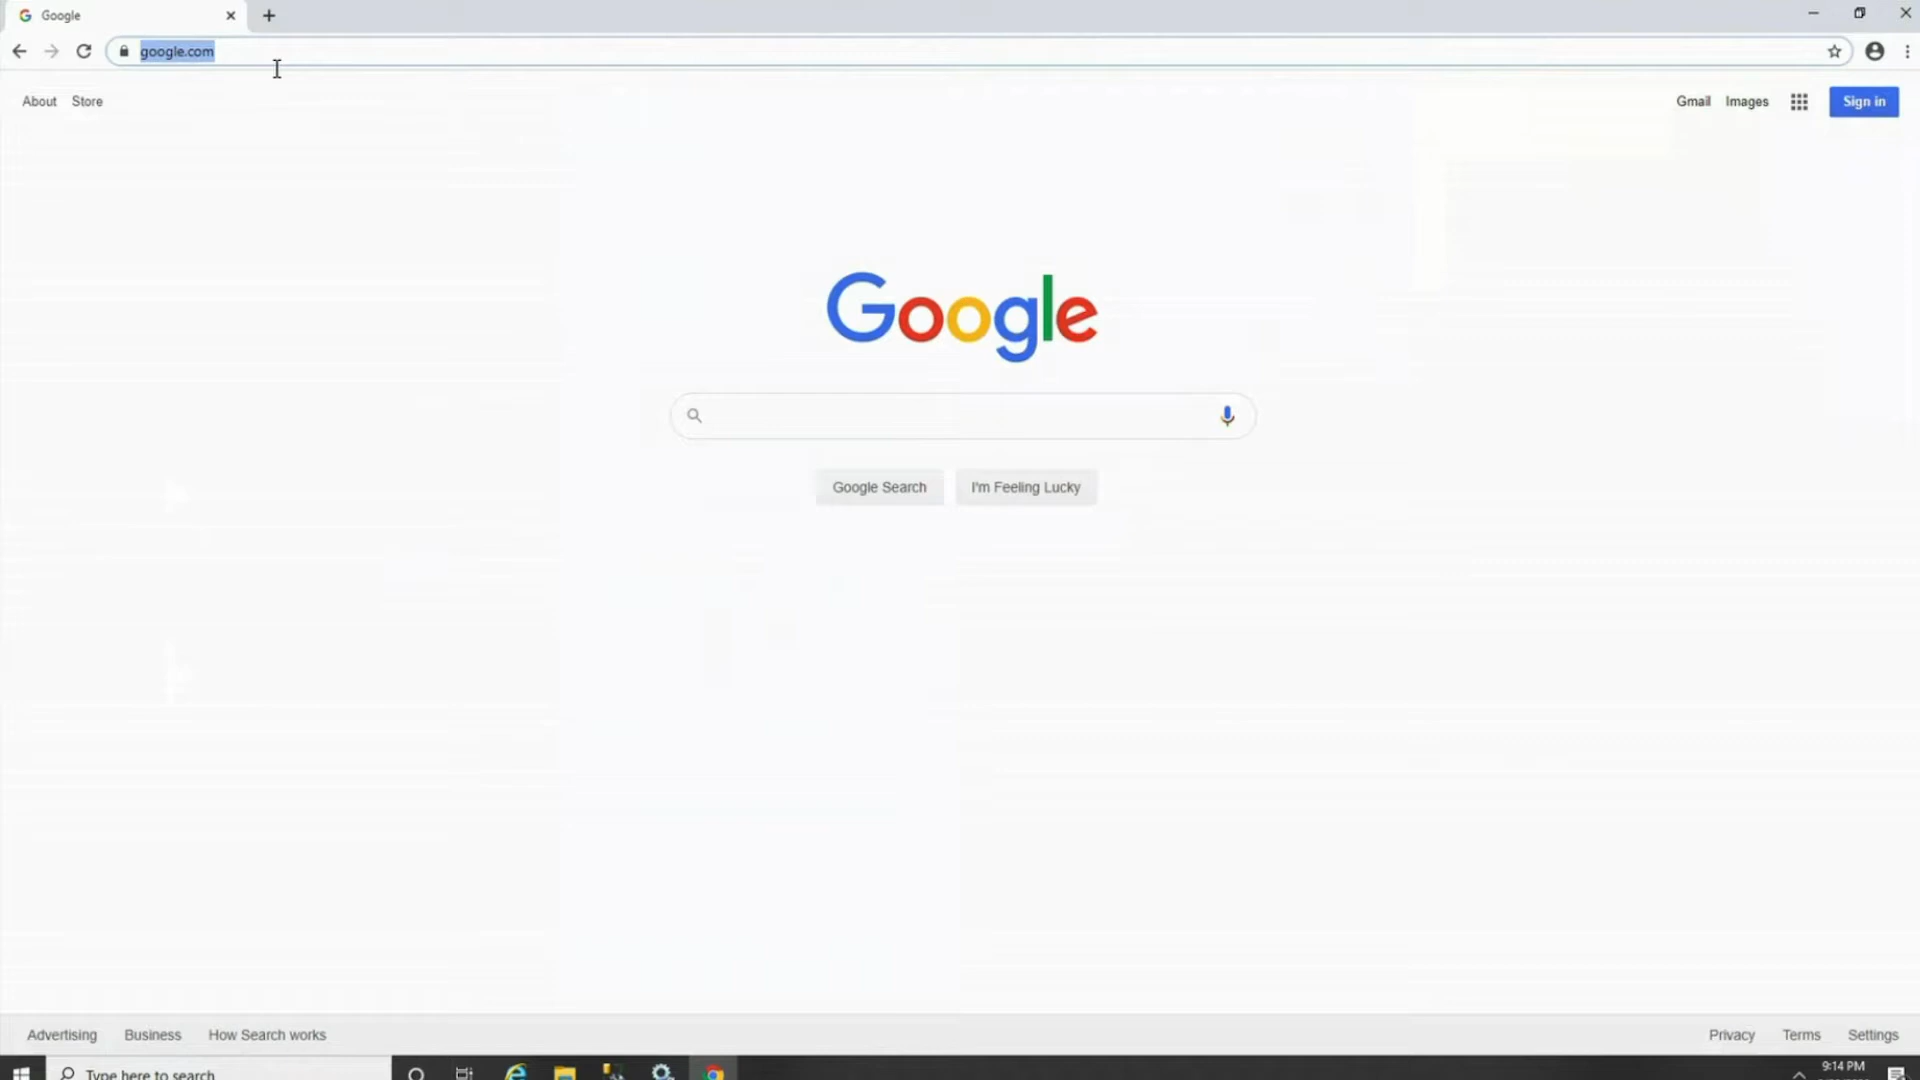 Google
google.com
About Store
Gmail Images Sign in
Google
Google Search I'm Feeling Lucky
Advertising Business How Search works
Privacy Terms Settings
Type here to search
9:14 PM